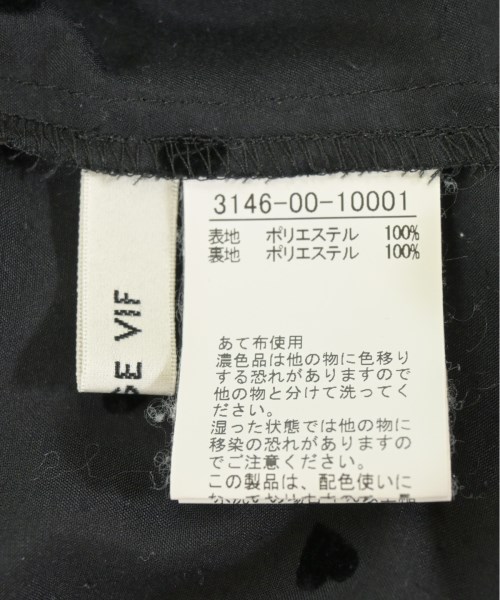 3146-00-10001
表地 ポリエステル 100%
裏地 ポリエステル 100%
あて布使用
濃色品は他の物に色移り
する恐れがありますので
他の物と分けて洗ってく
ださい。
湿った状態では他の物に
移染の恐れがありますの
でご注意ください。
この製品は、配色使いに
SE VIF